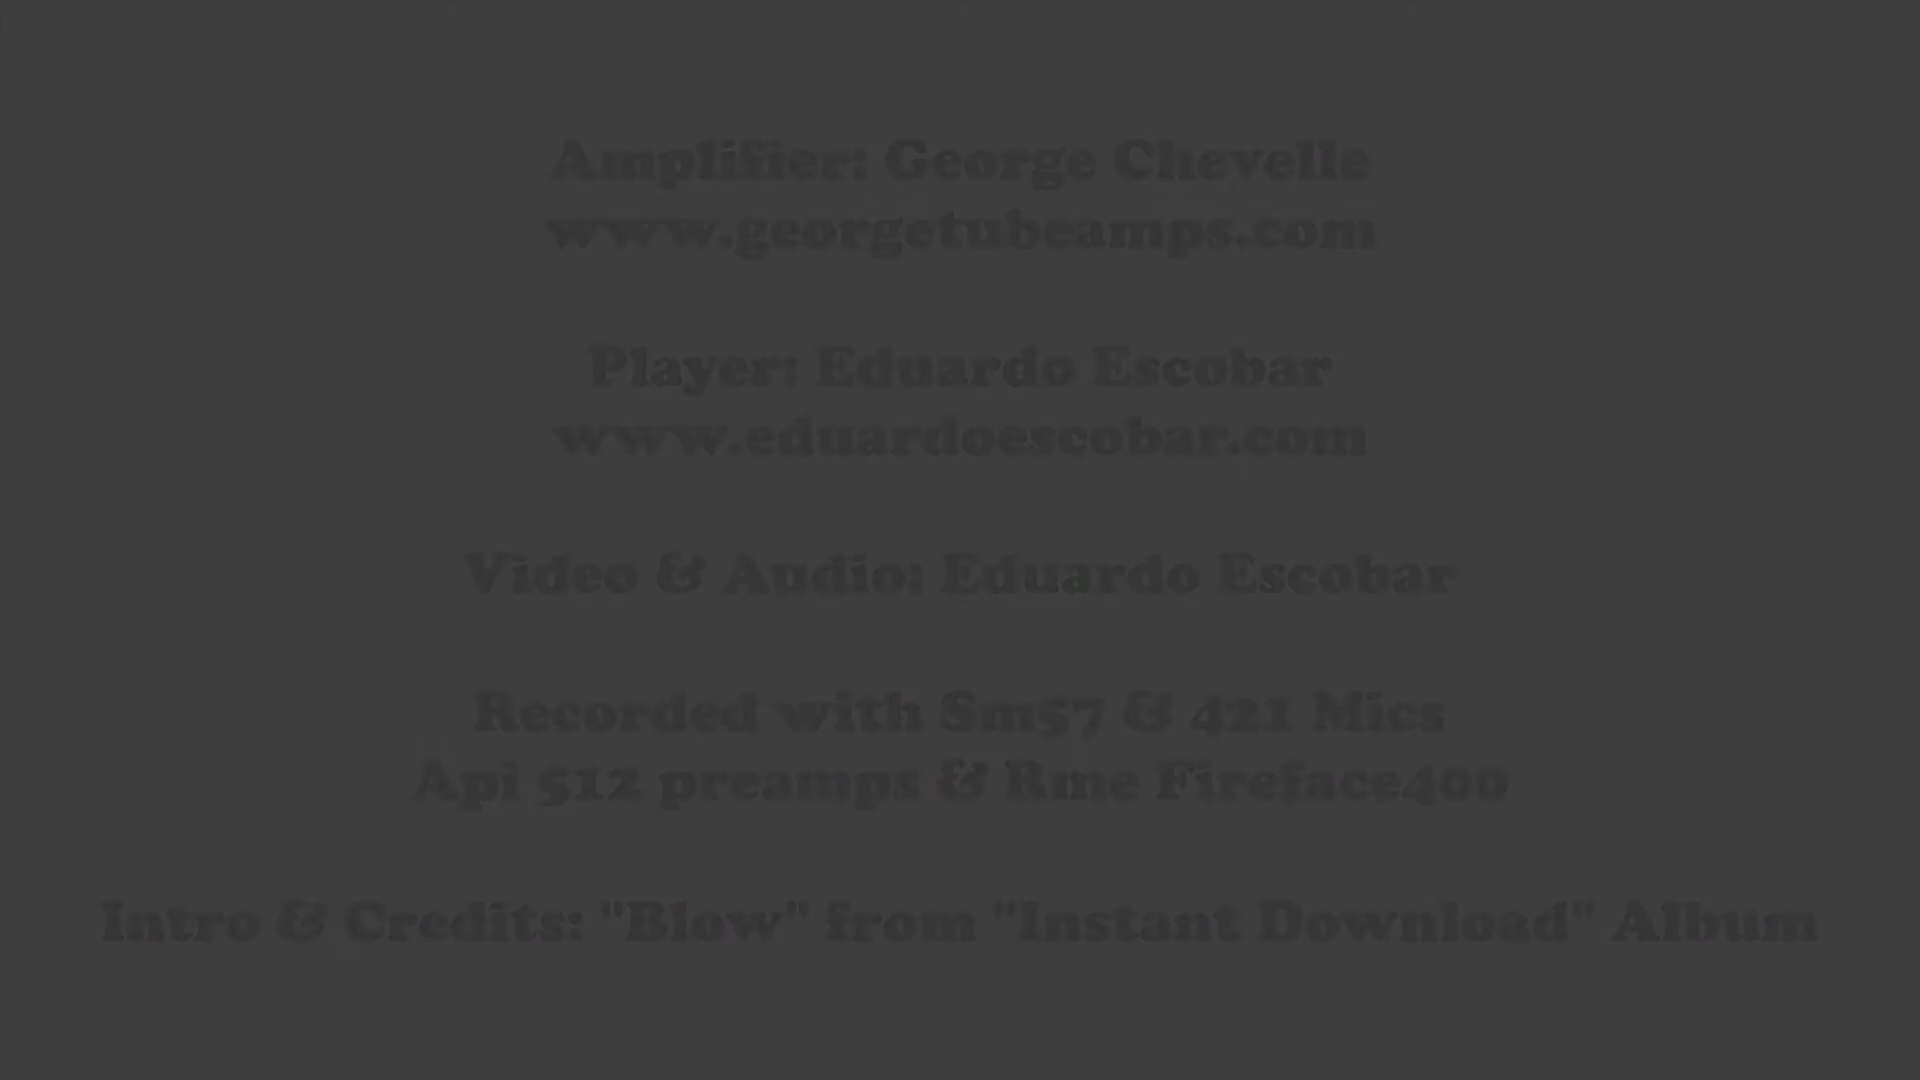 Amplifier: George Chevelle
www.georgetubeamps.com
Player: Eduardo Escobar
www.eduardoescobar.com
Video & Audio: Eduardo Escobar
Recorded with Sm57 & 421 Mics
Api 512 preamps & Rme Fireface400
Intro & Credits: "Blow" from "Instant Download" Album